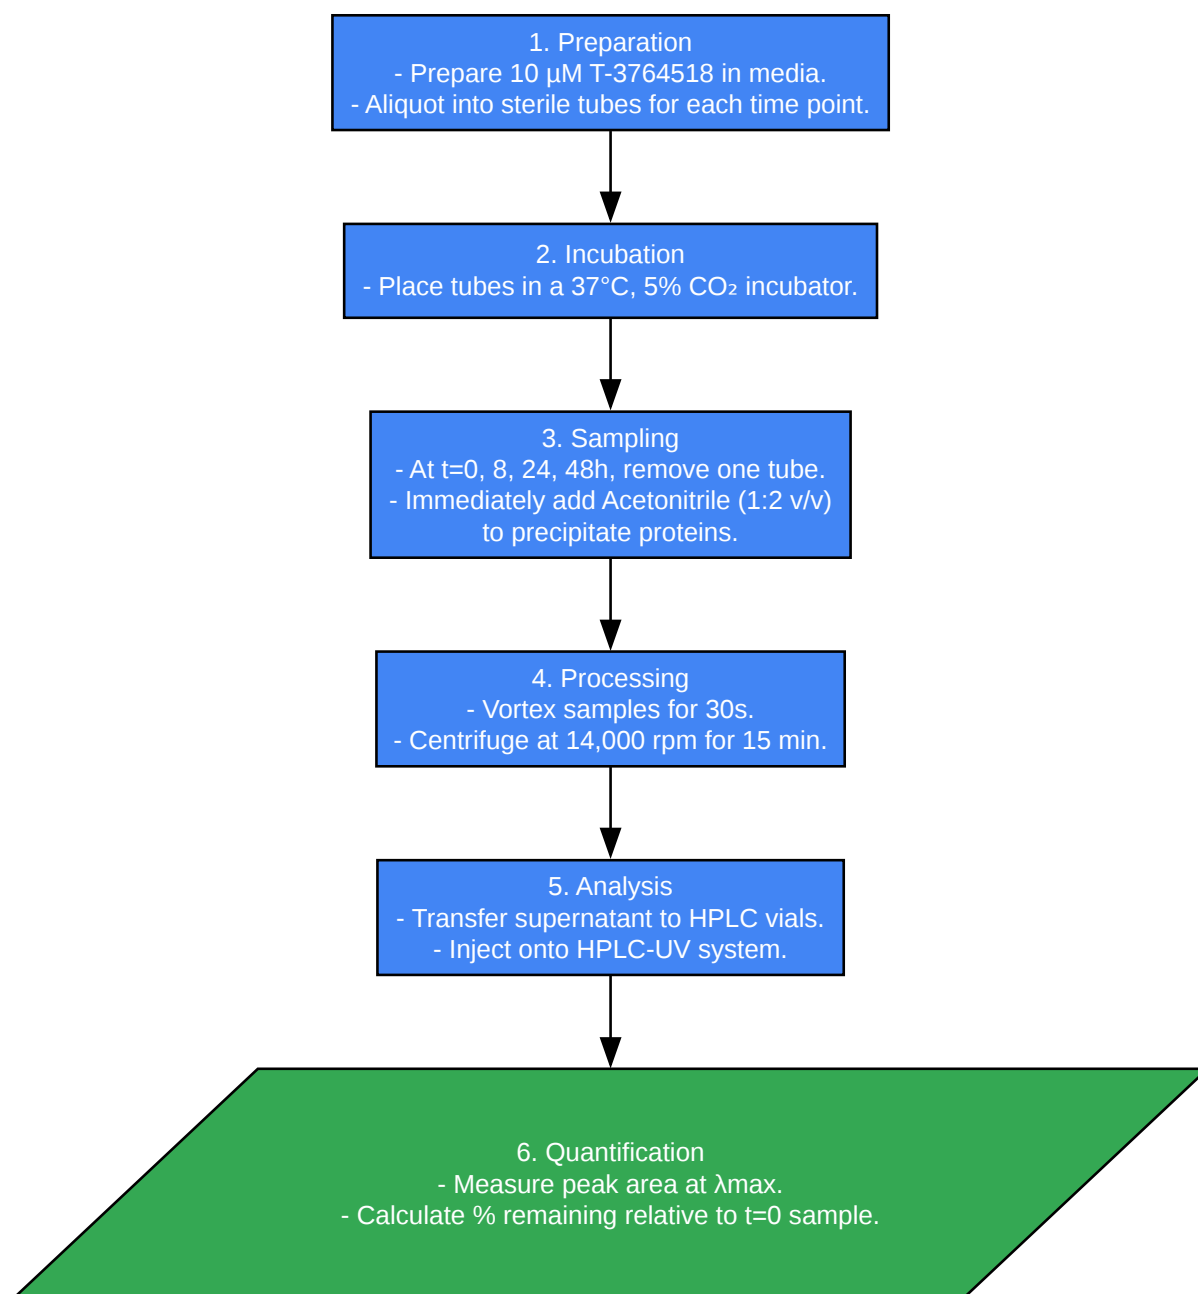 1. Preparation
- Prepare 10 µM T-3764518 in media.
- Aliquot into sterile tubes for each time point.
2. Incubation
- Place tubes in a 37°C, 5% CO₂ incubator.
3. Sampling
- At t=0, 8, 24, 48h, remove one tube.
- Immediately add Acetonitrile (1:2 v/v)
to precipitate proteins.
4. Processing
- Vortex samples for 30s.
- Centrifuge at 14,000 rpm for 15 min.
5. Analysis
- Transfer supernatant to HPLC vials.
- Inject onto HPLC-UV system.
6. Quantification
- Measure peak area at λmax.
- Calculate % remaining relative to t=0 sample.